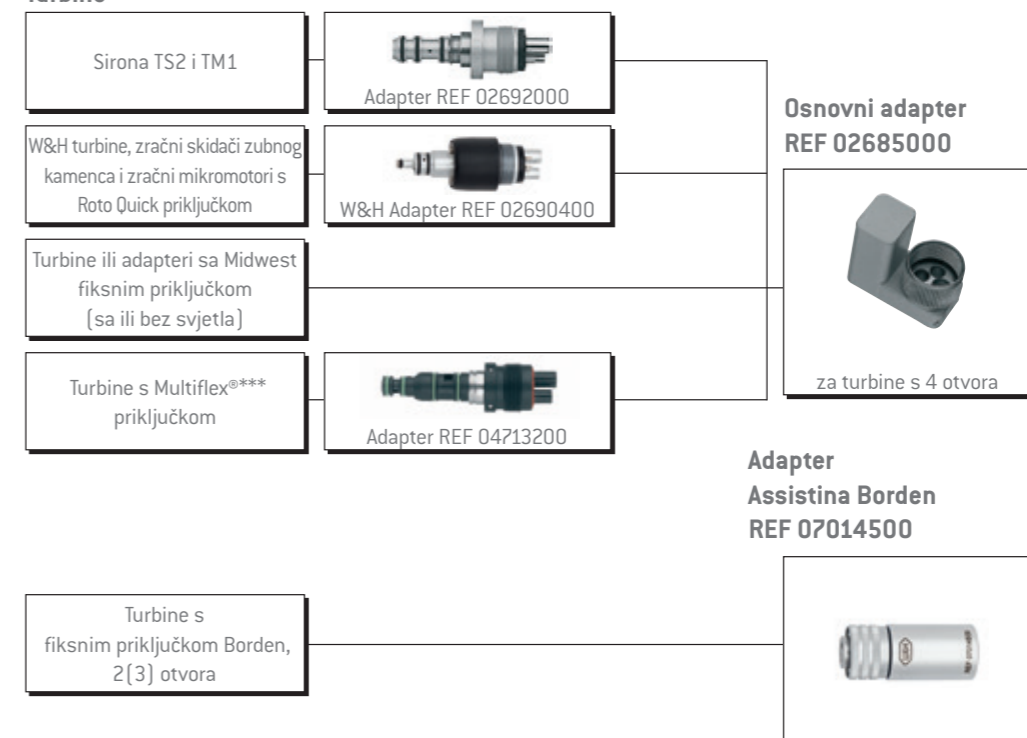 Sirona TS2 i TM1
Adapter REF 02692000
W&H turbine, zračni skidači zubnog
kamenca i zračni mikromotori s
Roto Quick priključkom
W&H Adapter REF 02690400
Turbine ili adapteri sa Midwest
fiksnim priključkom
(sa ili bez svjetla)
Turbine s Multiflex®***
priključkom
Adapter REF 04713200
Osnovni adapter
REF 02685000
za turbine s 4 otvora
Adapter
Assistina Borden
REF 07014500
Turbine s
fiksnim priključkom Borden,
2(3) otvora